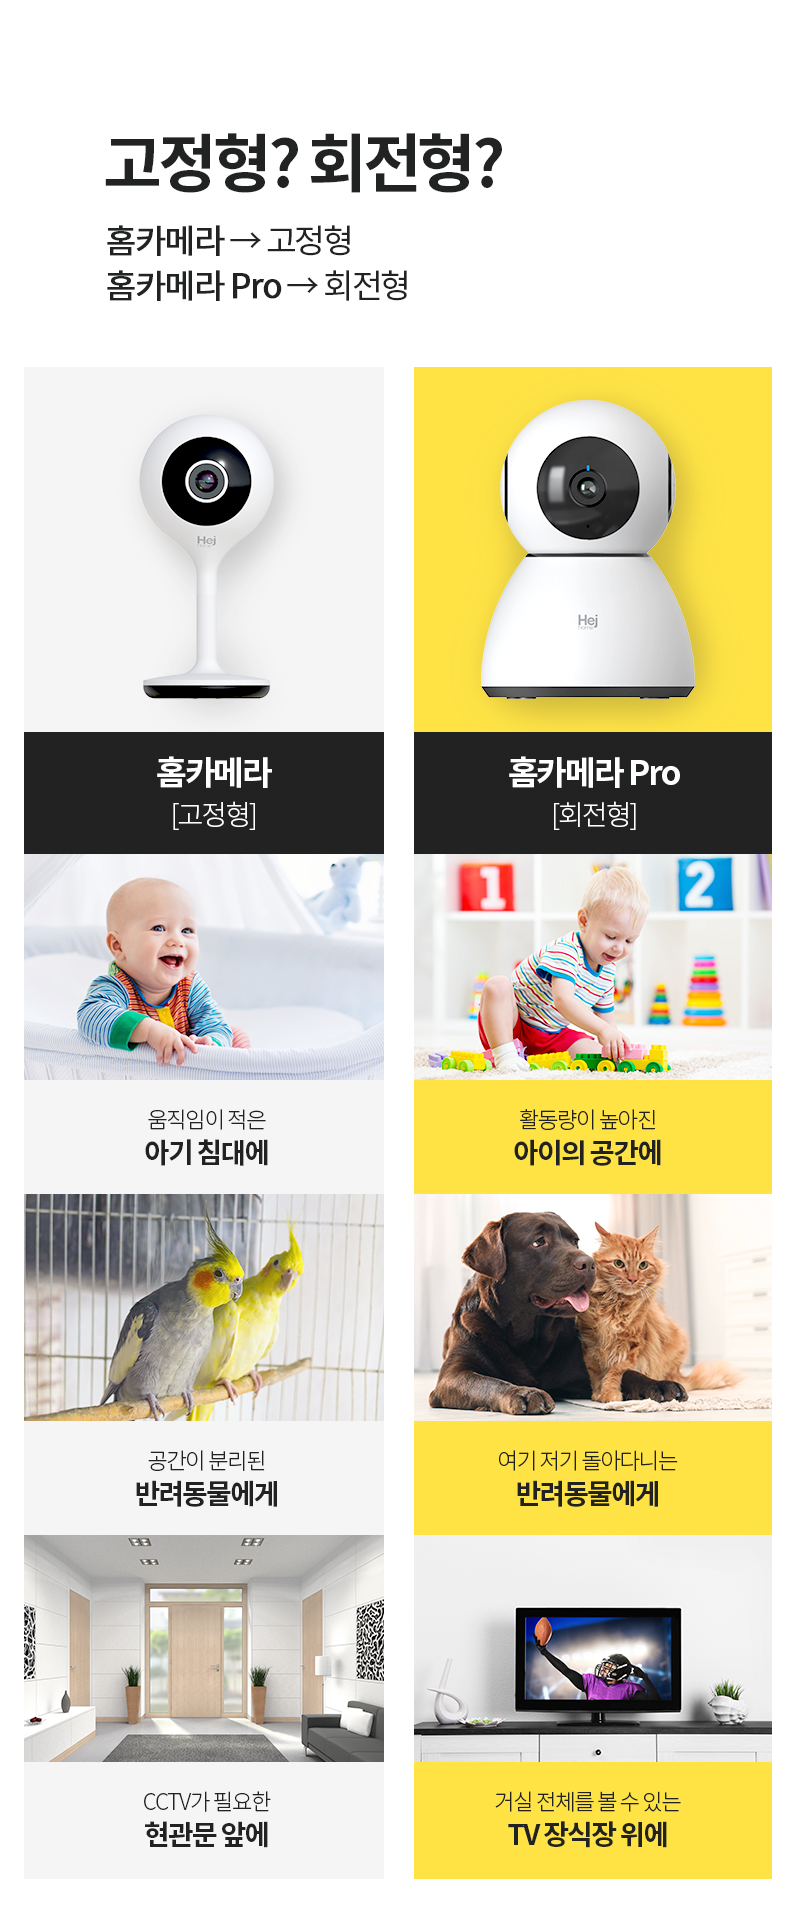 고정형? 회전형?
홈카메라 → 고정형
홈카메라 Pro → 회전형
Hej
Hej
home
홈카메라
[고정형]
홈카메라 Pro
[회전형]
1
2
움직임이 적은
아기 침대에
활동량이 높아진
아이의 공간에
공간이 분리된
반려동물에게
여기 저기 돌아다니는
반려동물에게
CCTV가 필요한
현관문 앞에
거실 전체를 볼 수 있는
TV 장식장 위에